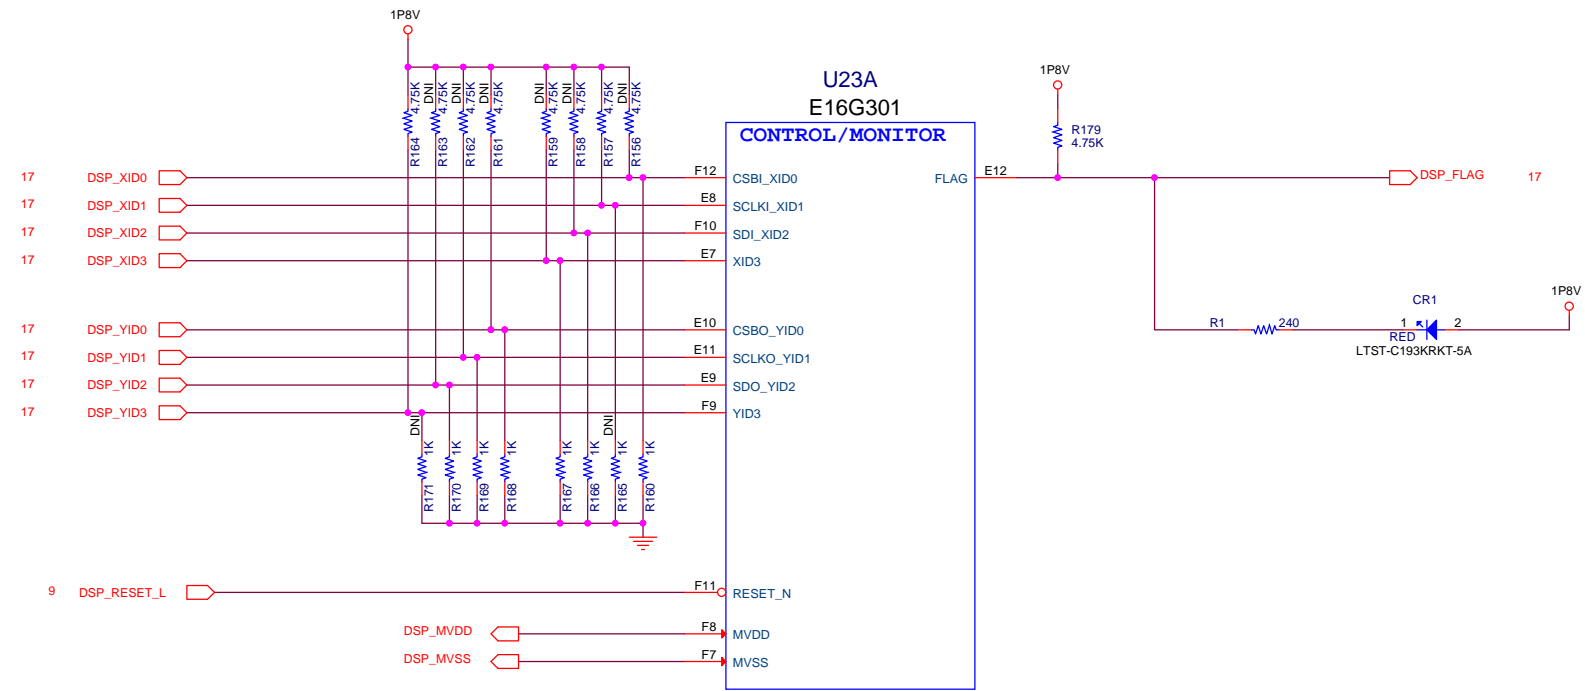 1P8V
4.75K
DNI 4.75K
DNI 4.75K
DNI 4.75K
DNI 4.75K
DNI 4.75K
4.75K
DNI 4.75K
R164
R163
R162
R161
R159
R158
R157
R156
U23A
E16G301
CONTROL/MONITOR
1P8V
R179
4.75K
17 DSP_XID0 F12 CSBI_XID0 FLAG E12 DSP_FLAG 17
17 DSP_XID1 E8 SCLKI_XID1
17 DSP_XID2 F10 SDI_XID2
17 DSP_XID3 E7 XID3
1P8V
CR1
17 DSP_YID0 E10 CSBO_YID0 R1 240 1 2
RED
LTST-C193KRKT-5A
17 DSP_YID1 E11 SCLKO_YID1
17 DSP_YID2 E9 SDO_YID2
17 DSP_YID3 F9 YID3
DNI 1K
1K
1K
1K
1K
1K
DNI 1K
1K
R171
R170
R169
R168
R167
R166
R165
R160
9 DSP_RESET_L F11 RESET_N
DSP_MVDD F8 MVDD
DSP_MVSS F7 MVSS